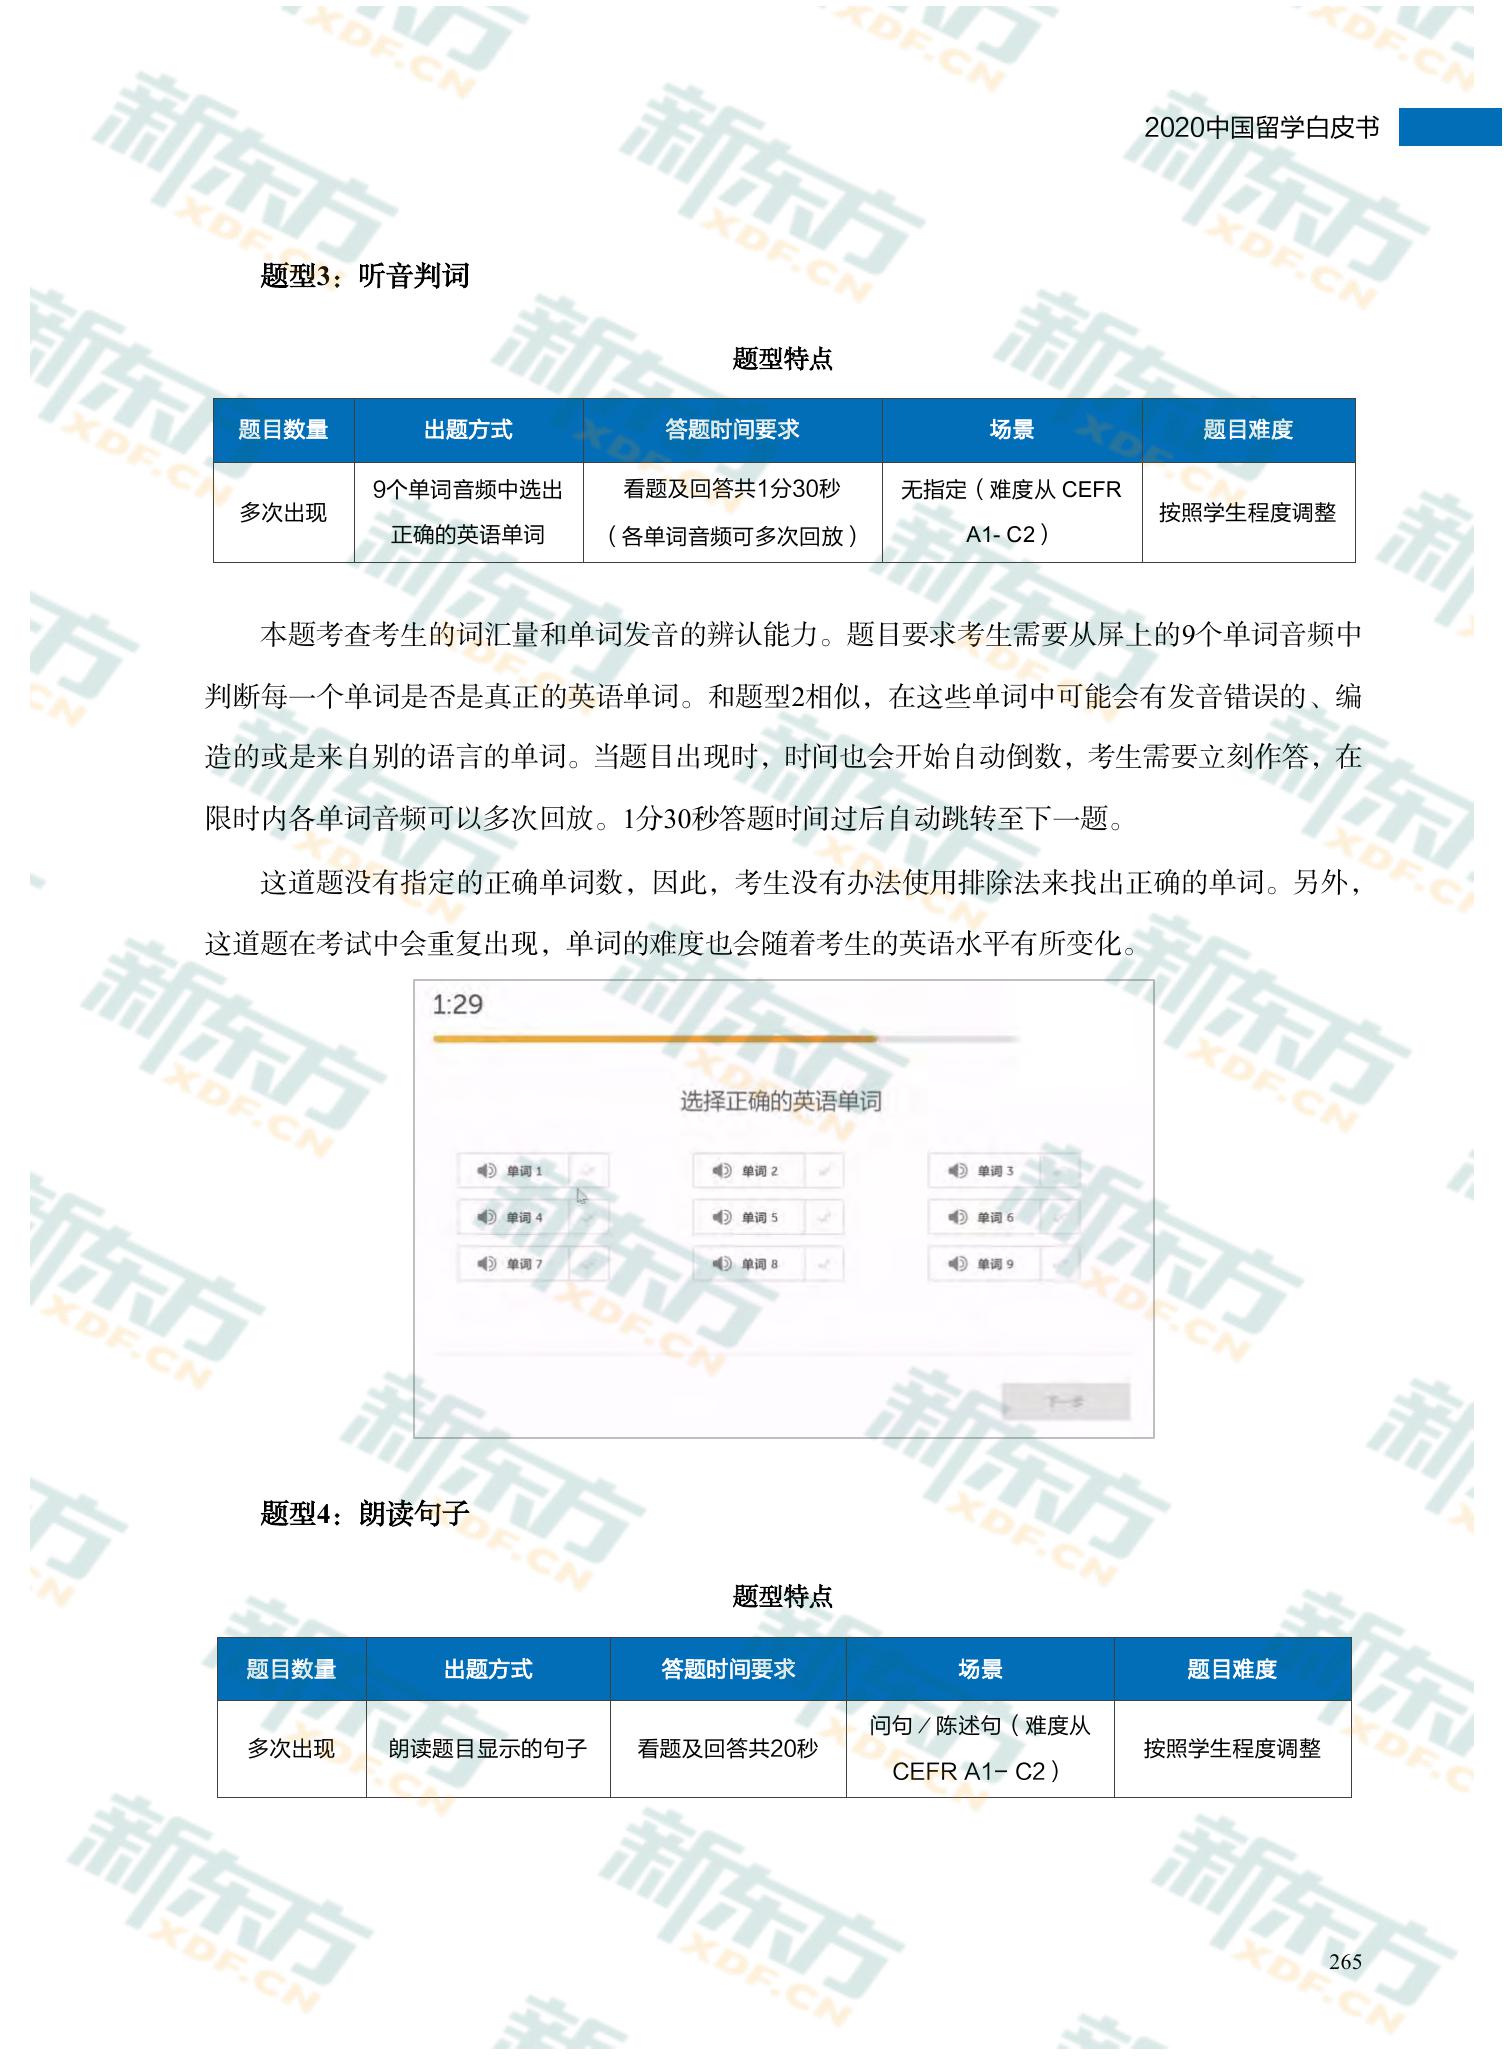 2020中国留学白皮书
题型3：听音判词
题型特点
题目数量 出题方式 答题时间要求 场景 题目难度
多次出现 9个单词音频中选出正确的英语单词 看题及回答共1分30秒（各单词音频可多次回放） 无指定（难度从 CEFR A1- C2） 按照学生程度调整
本题考查考生的词汇量和单词发音的辨认能力。题目要求考生需要从屏上的9个单词音频中
判断每一个单词是否是真正的英语单词。和题型2相似，在这些单词中可能会有发音错误的、编
造的或是来自别的语言的单词。当题目出现时，时间也会开始自动倒数，考生需要立刻作答，在
限时内各单词音频可以多次回放。1分30秒答题时间过后自动跳转至下一题。
这道题没有指定的正确单词数，因此，考生没有办法使用排除法来找出正确的单词。另外，
这道题在考试中会重复出现，单词的难度也会随着考生的英语水平有所变化。
1:29
选择正确的英语单词
单词 1 单词 2 单词 3
单词 4 单词 5 单词 6
单词 7 单词 8 单词 9
下一步
题型4：朗读句子
题型特点
题目数量 出题方式 答题时间要求 场景 题目难度
多次出现 朗读题目显示的句子 看题及回答共20秒 问句／陈述句（难度从 CEFR A1– C2） 按照学生程度调整
265
新东方 XDF.CN